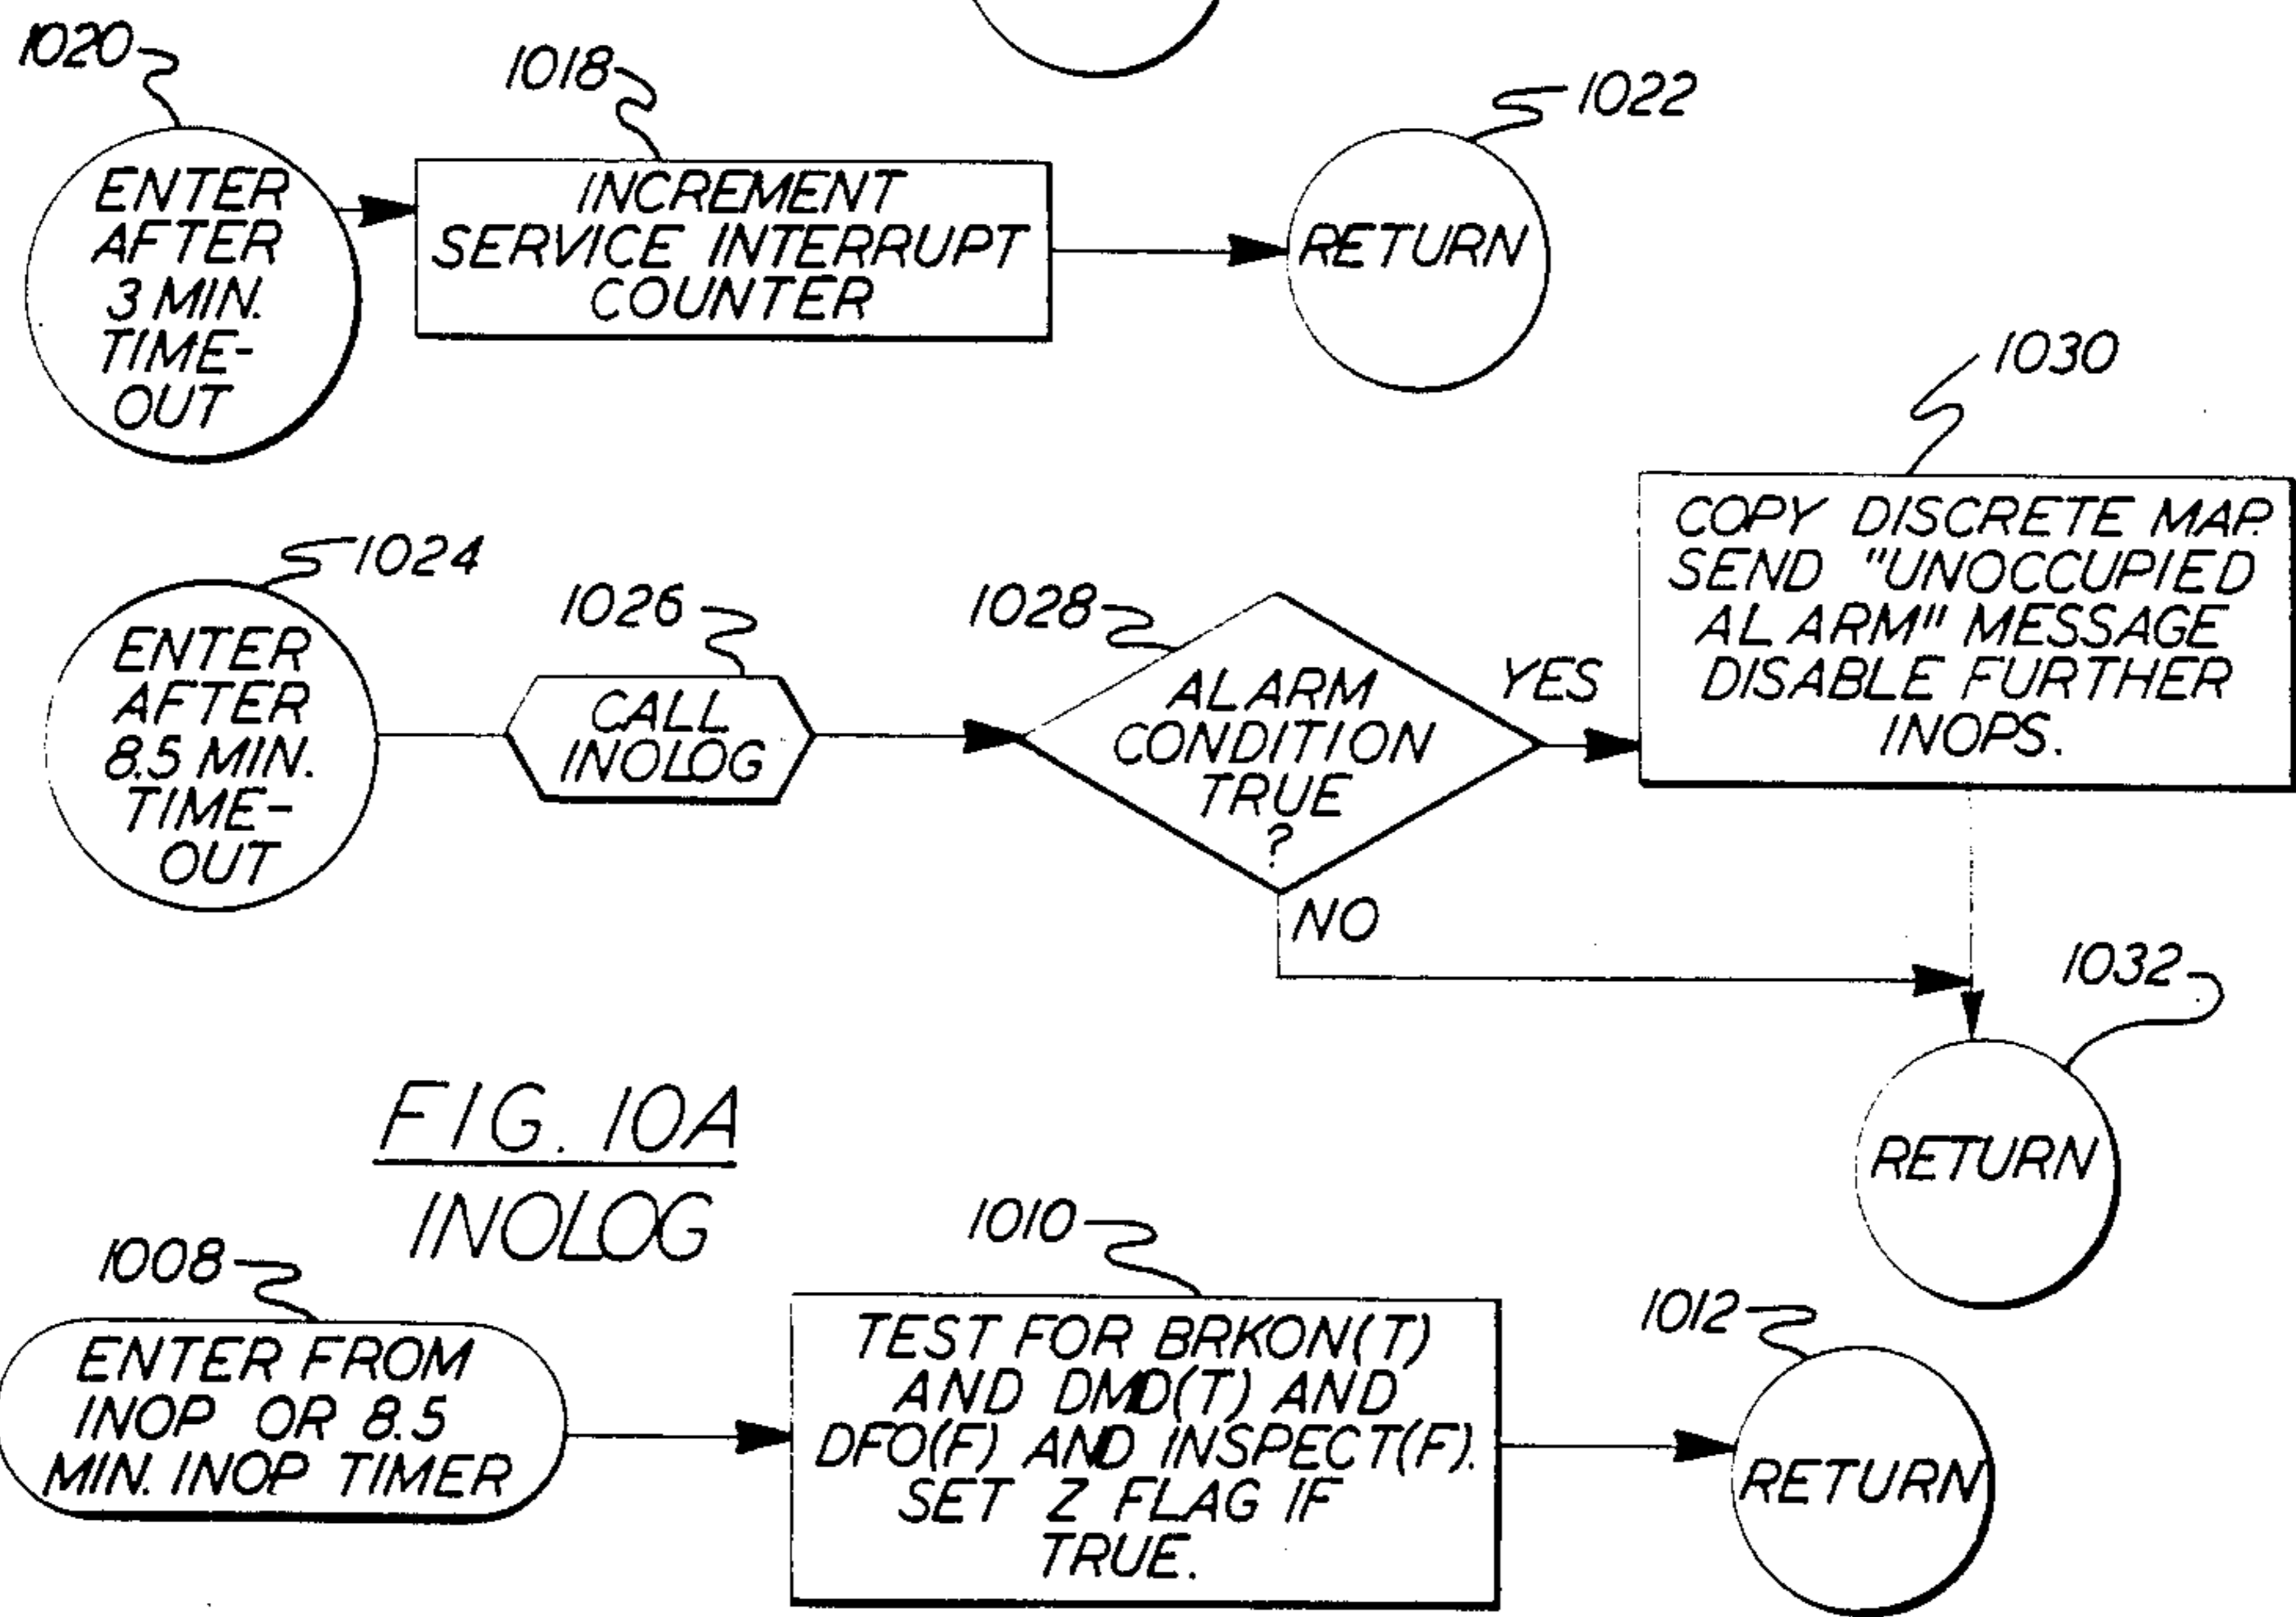 1020
1018
1022
ENTER
AFTER
3 MIN.
TIME-
OUT
INCREMENT
SERVICE INTERRUPT
COUNTER
RETURN
1030
COPY DISCRETE MAP.
SEND "UNOCCUPIED
ALARM" MESSAGE
DISABLE FURTHER
INOPS.
1024
1026
1028
ENTER
AFTER
8.5 MIN.
TIME-
OUT
CALL
INOLOG
ALARM
CONDITION
TRUE
?
YES
NO
1032
RETURN
FIG. 10A
INOLOG
1008
1010
1012
ENTER FROM
INOP OR 8.5
MIN. INOP TIMER
TEST FOR BRKON(T)
AND DMD(T) AND
DFO(F) AND INSPECT(F).
SET Z FLAG IF
TRUE.
RETURN